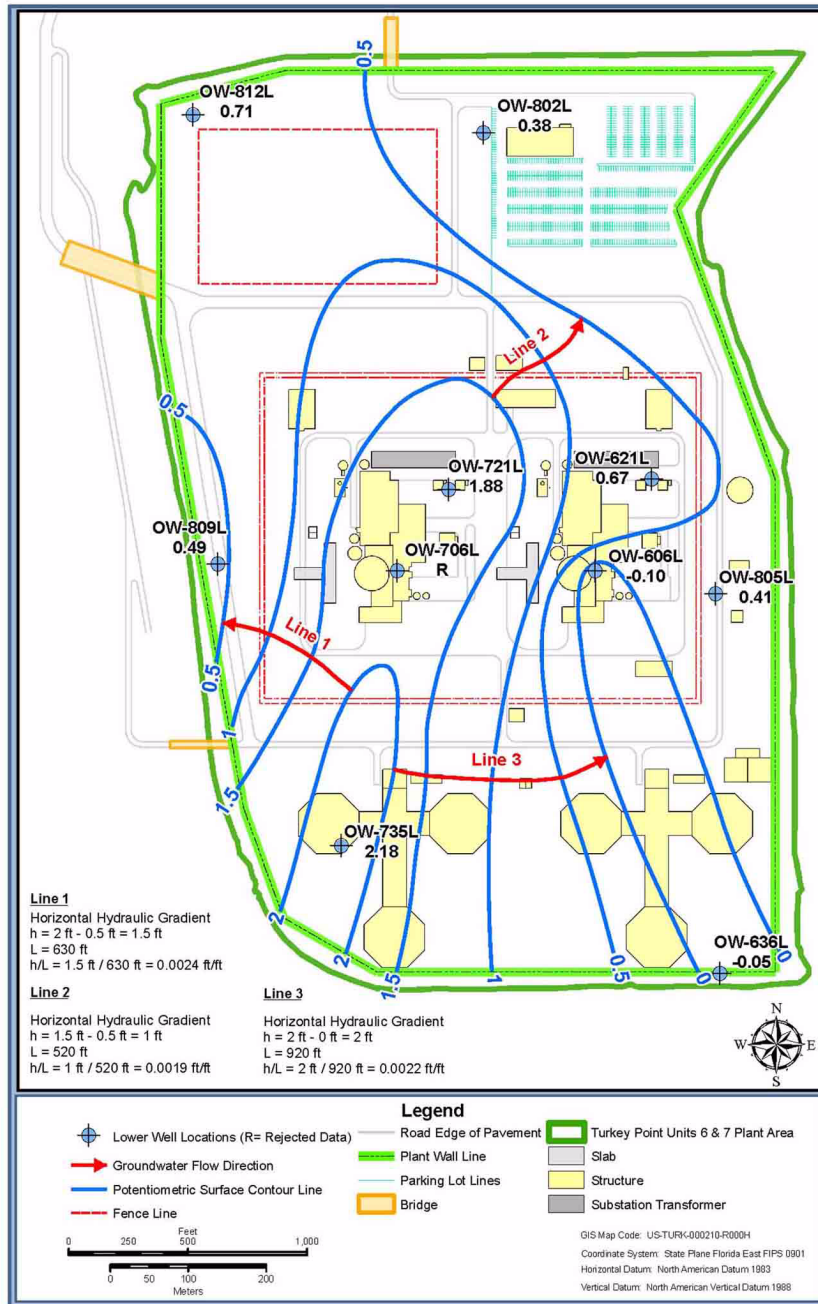 0.5
OW-812L
0.71
OW-802L
0.38
Line 2
0.5
OW-721L
1.88
OW-621L
0.67
OW-809L
0.49
OW-706L
R
OW-606L
-0.10
OW-805L
0.41
Line 1
0.5
1
Line 3
1.5
OW-735L
2.18
2
2
1.5
1
0.5
0
0
OW-636L
-0.05
Line 1
Horizontal Hydraulic Gradient
h = 2 ft - 0.5 ft = 1.5 ft
L = 630 ft
h/L = 1.5 ft / 630 ft = 0.0024 ft/ft
Line 2
Horizontal Hydraulic Gradient
h = 1.5 ft - 0.5 ft = 1 ft
L = 520 ft
h/L = 1 ft / 520 ft = 0.0019 ft/ft
Line 3
Horizontal Hydraulic Gradient
h = 2 ft - 0 ft = 2 ft
L = 920 ft
h/L = 2 ft / 920 ft = 0.0022 ft/ft
N
W E
S
Legend
Lower Well Locations (R= Rejected Data)
Groundwater Flow Direction
Potentiometric Surface Contour Line
Fence Line
Road Edge of Pavement
Plant Wall Line
Parking Lot Lines
Bridge
Turkey Point Units 6 & 7 Plant Area
Slab
Structure
Substation Transformer
Feet
0 250 500 1,000
0 50 100 200
Meters
GIS Map Code: US-TURK-000210-R000H
Coordinate System: State Plane Florida East FIPS 0901
Horizontal Datum: North American Datum 1983
Vertical Datum: North American Vertical Datum 1988